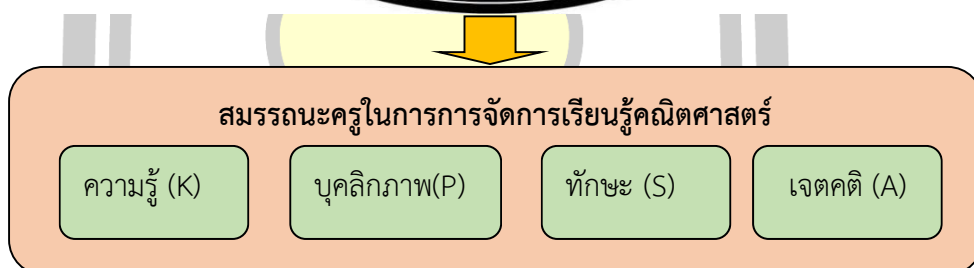 สมรรถนะครูในการการจัดการเรียนรู้คณิตศาสตร์
ความรู้ (K) บุคลิกภาพ(P) ทักษะ (S) เจตคติ (A)